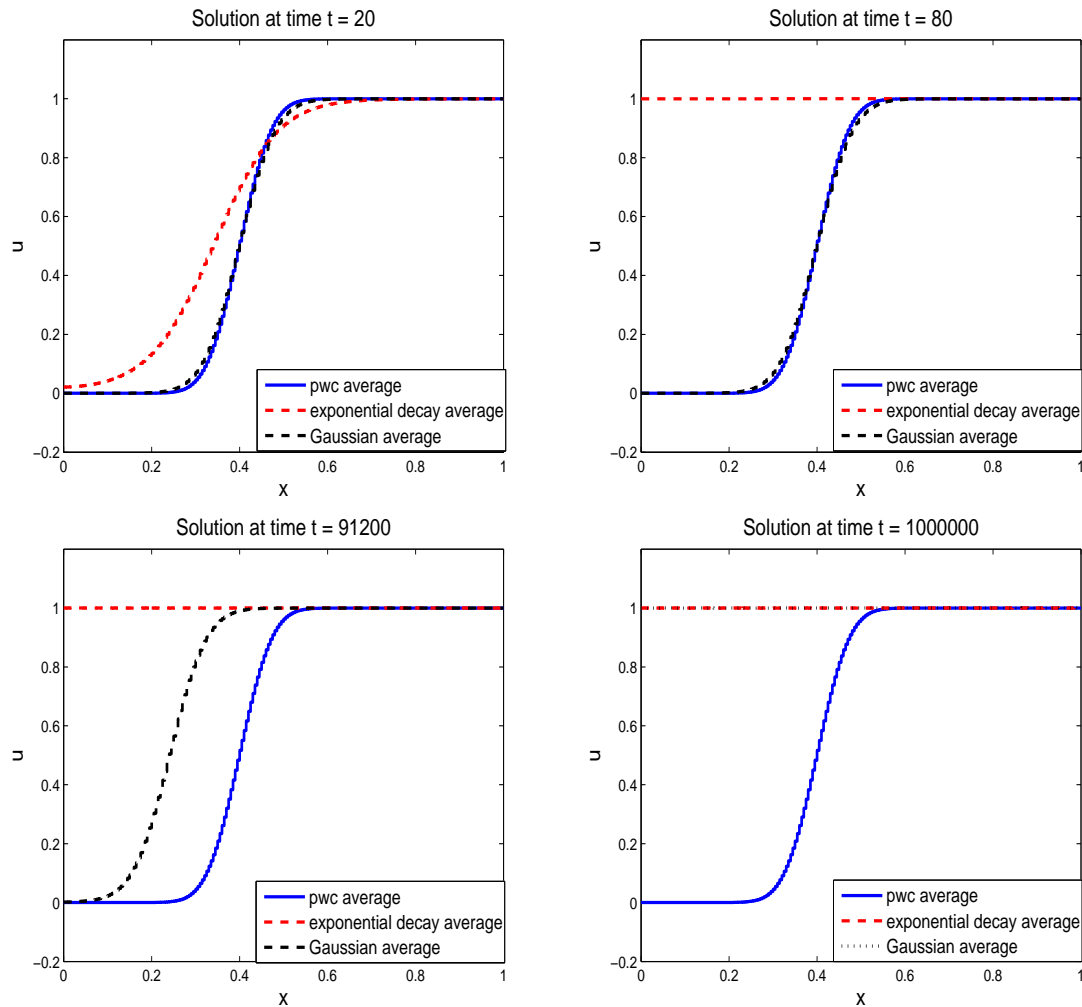 Solution at time t = 20
1
0.8
0.6
0.4
0.2
0
−0.2
u
0
0.2
0.4
0.6
0.8
1
x
pwc average
exponential decay average
Gaussian average
Solution at time t = 80
1
0.8
0.6
0.4
0.2
0
−0.2
u
0
0.2
0.4
0.6
0.8
1
x
pwc average
exponential decay average
Gaussian average
Solution at time t = 91200
1
0.8
0.6
0.4
0.2
0
−0.2
u
0
0.2
0.4
0.6
0.8
1
x
pwc average
exponential decay average
Gaussian average
Solution at time t = 1000000
1
0.8
0.6
0.4
0.2
0
−0.2
u
0
0.2
0.4
0.6
0.8
1
x
pwc average
exponential decay average
Gaussian average